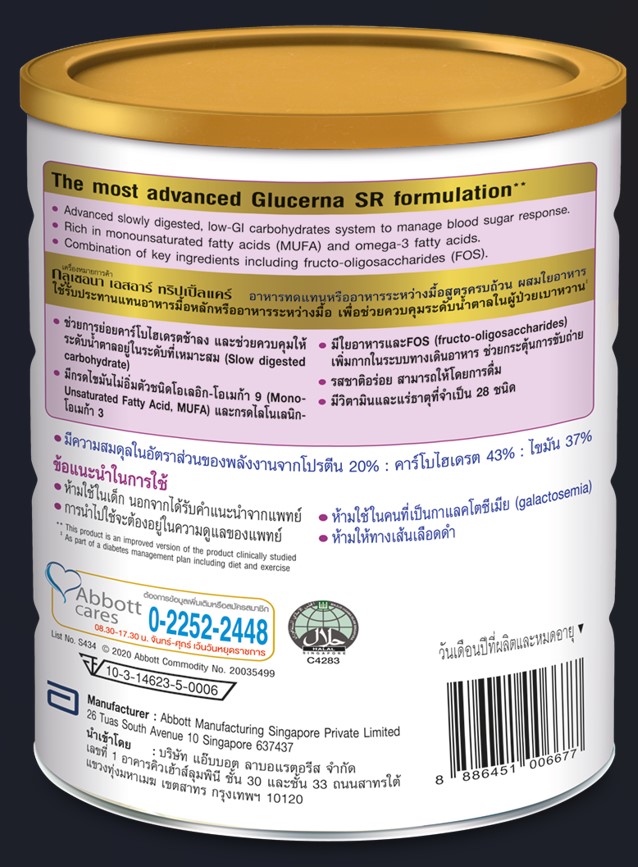 The most advanced Glucerna SR formulation**
• Advanced slowly digested, low-GI carbohydrates system to manage blood sugar response.
• Rich in monounsaturated fatty acids (MUFA) and omega-3 fatty acids.
• Combination of key ingredients including fructo-oligosaccharides (FOS).
เครื่องหมายการค้า
กลูเซอนา เอสอาร์ ทริปเปิ้ลแคร์ อาหารทดแทนหรืออาหารระหว่างมื้อสูตรครบถ้วน ผสมใยอาหาร
ใช้รับประทานแทนอาหารมื้อหลักหรืออาหารระหว่างมื้อ เพื่อช่วยควบคุมระดับน้ำตาลในผู้ป่วยเบาหวาน‡
• ช่วยการย่อยคาร์โบไฮเดรตช้าลง และช่วยควบคุมให้
ระดับน้ำตาลอยู่ในระดับที่เหมาะสม (Slow digested
carbohydrate)
• มีกรดไขมันไม่อิ่มตัวชนิดโอเลอิก-โอเมก้า 9 (Mono-
Unsaturated Fatty Acid, MUFA) และกรดไลโนเลนิก-
โอเมก้า 3
• มีใยอาหารและFOS (fructo-oligosaccharides)
เพิ่มกากในระบบทางเดินอาหาร ช่วยกระตุ้นการขับถ่าย
• รสชาติอร่อย สามารถให้โดยการดื่ม
• มีวิตามินและแร่ธาตุที่จำเป็น 28 ชนิด
• มีความสมดุลในอัตราส่วนของพลังงานจากโปรตีน 20% : คาร์โบไฮเดรต 43% : ไขมัน 37%
ข้อแนะนำในการใช้
• ห้ามใช้ในเด็ก นอกจากได้รับคำแนะนำจากแพทย์
• การนำไปใช้จะต้องอยู่ในความดูแลของแพทย์
• ห้ามใช้ในคนที่เป็นกาแลคโตซีเมีย (galactosemia)
• ห้ามให้ทางเส้นเลือดดำ
** This product is an improved version of the product clinically studied
‡ As part of a diabetes management plan including diet and exercise
Abbott
cares
ต้องการข้อมูลเพิ่มเติมหรือสมัครสมาชิก
0-2252-2448
08.30-17.30 น. จันทร์-ศุกร์ เว้นวันหยุดราชการ
HALAL
SINGAPORE
C4283
List No. S434 © 2020 Abbott Commodity No. 20035499
10-3-14623-5-0006
วันเดือนปีที่ผลิตและหมดอายุ ▼
Manufacturer : Abbott Manufacturing Singapore Private Limited
26 Tuas South Avenue 10 Singapore 637437
นำเข้าโดย : บริษัท แอ๊บบอต ลาบอแรตอรีส จำกัด
เลขที่ 1 อาคารคิวเฮ้าส์ลุมพินี ชั้น 30 และชั้น 33 ถนนสาทรใต้
แขวงทุ่งมหาเมฆ เขตสาทร กรุงเทพฯ 10120
8 886451 006677